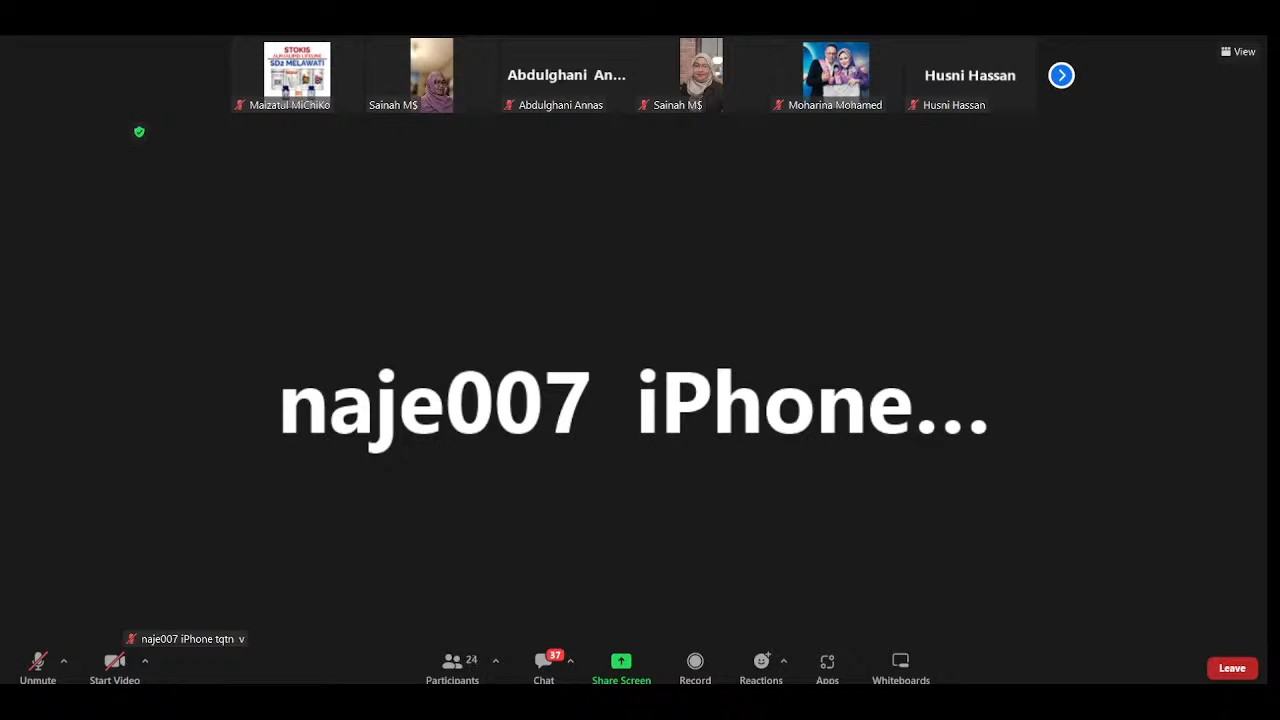 STOKIS
SD2 MELAWATI
Maizatul MiChiKo
Sainah M$
Abdulghani An...
Abdulghani Annas
Sainah M$
Moharina Mohamed
Husni Hassan
Husni Hassan
View
naje007 iPhone...
naje007 iPhone tqtn v
Unmute
Start Video
24
Participants
37
Chat
Share Screen
Record
Reactions
Apps
Whiteboards
Leave